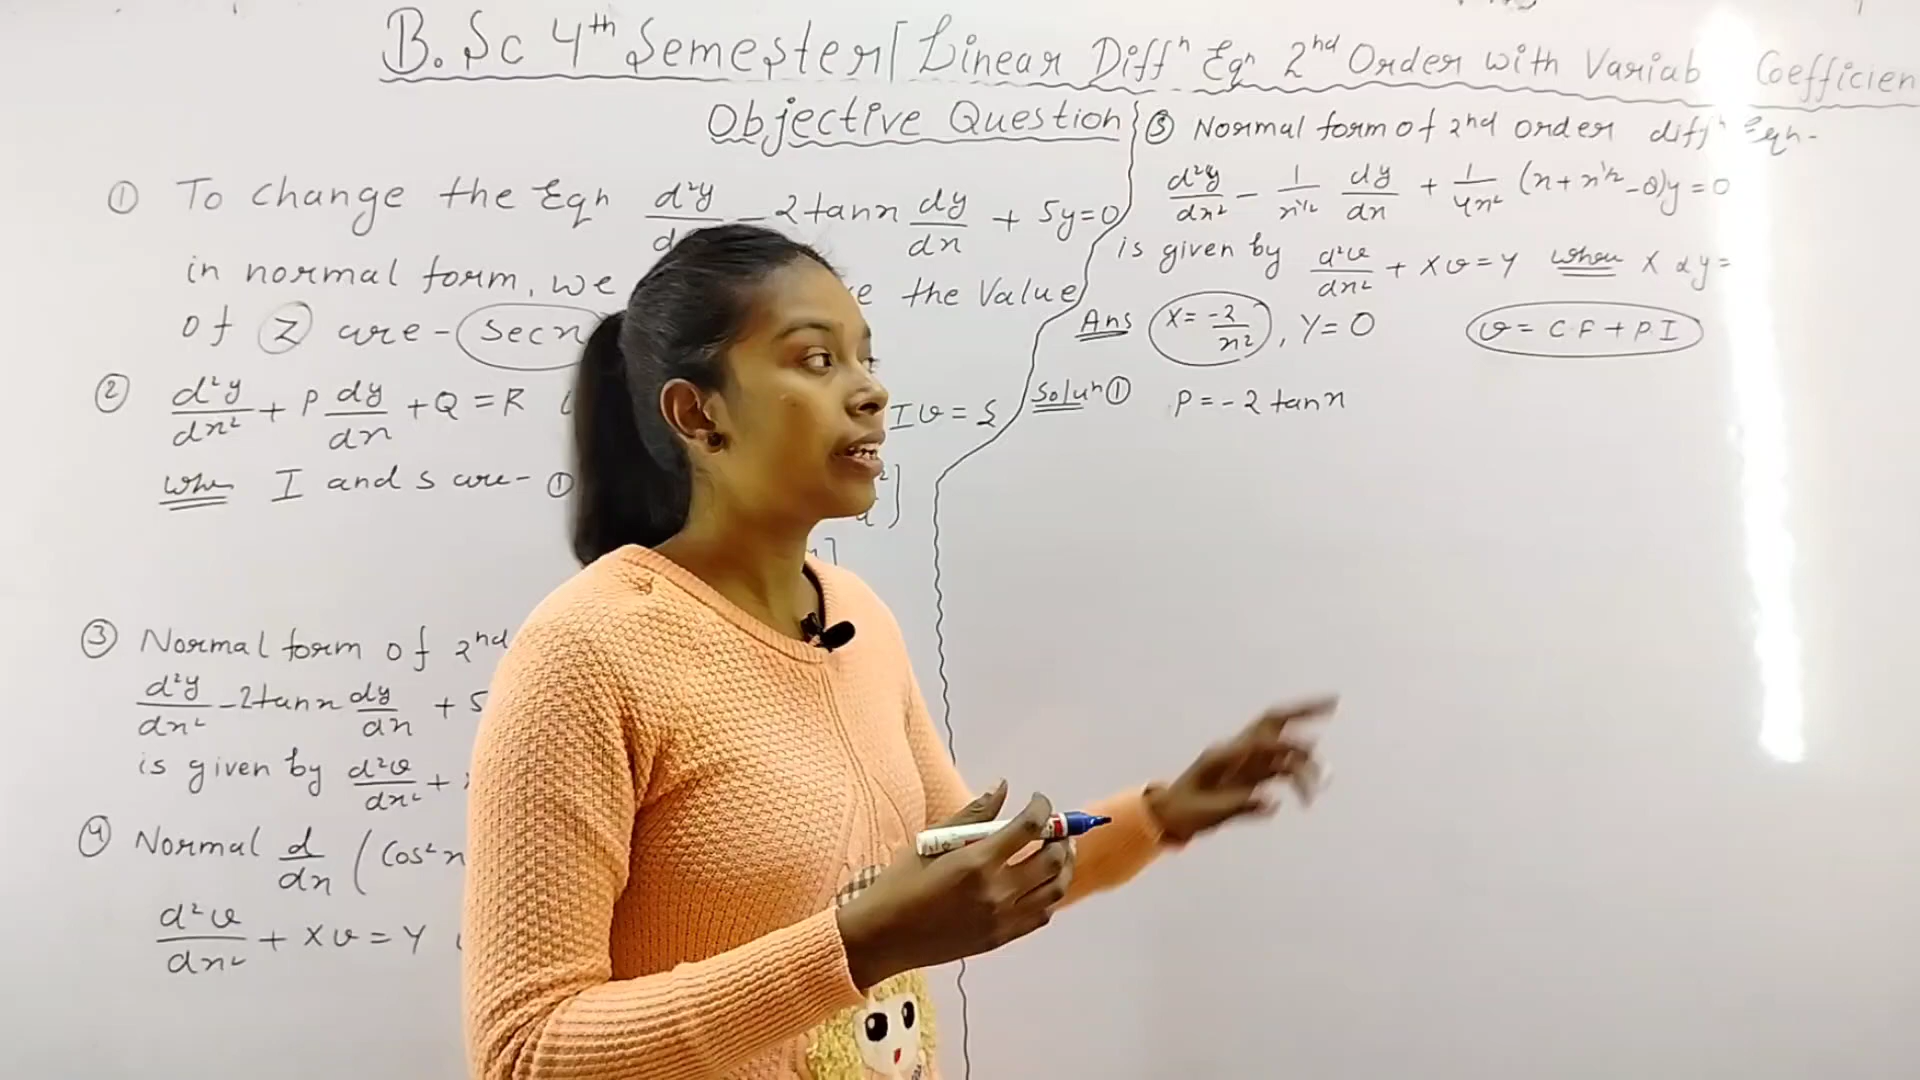 B.Sc 4th Semester| Linear Diffn Eqn 2nd Order with Variab Coefficien
Objective Question
① To change the Eqn d²y/d - 2tanx dy/dx + 5y=0
in normal form, we e the Value
of Z are - secx
② d²y/dx² + P dy/dx + Q = R
Iv = S
when I and S are - ①
③ Normal form of 2nd
d²y/dx² - 2tanx dy/dx + 5
is given by d²v/dx² +
④ Normal d/dx (cos²x
d²v/dx² + Xv = Y
⑤ Normal form of 2nd order diffn Eqn -
d²y/dx² - 1/x^1/2 dy/dx + 1/4x² (x + x^1/2 - 8)y = 0
is given by d²v/dx² + Xv = Y when X & Y =
Ans X = -2/x², Y = 0 v = C F + P I
Solun ① P = -2 tanx